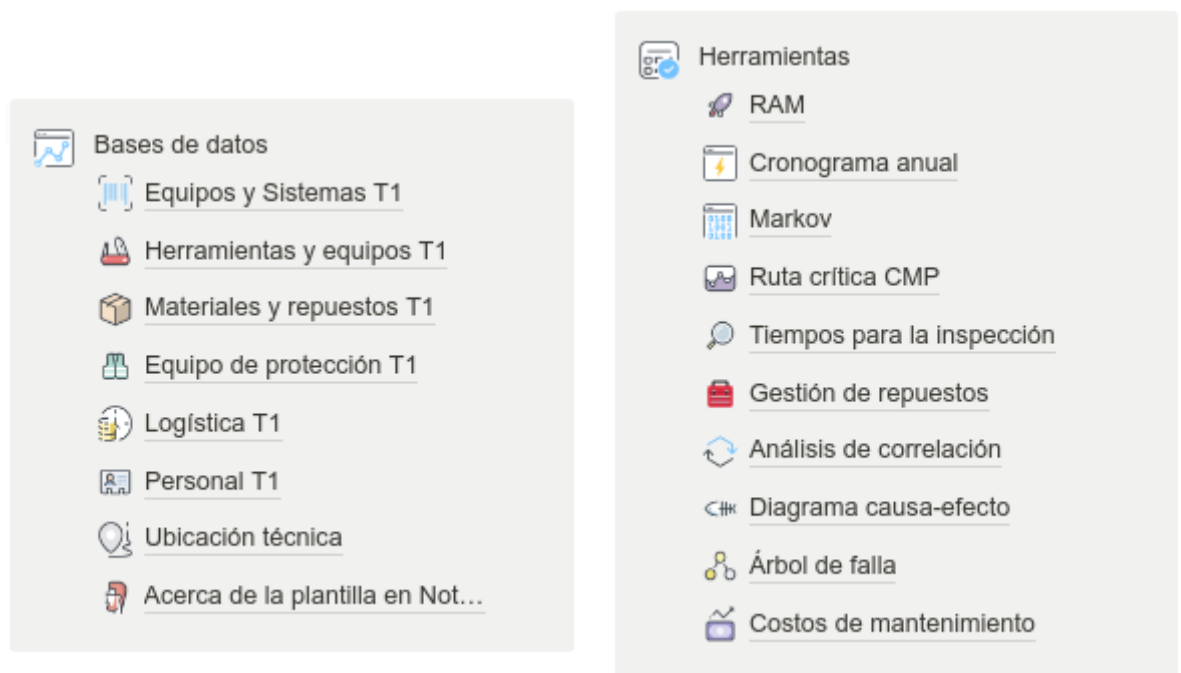 Bases de datos
Equipos y Sistemas T1
Herramientas y equipos T1
Materiales y repuestos T1
Equipo de protección T1
Logística T1
Personal T1
Ubicación técnica
Acerca de la plantilla en Not...
Herramientas
RAM
Cronograma anual
Markov
Ruta crítica CMP
Tiempos para la inspección
Gestión de repuestos
Análisis de correlación
Diagrama causa-efecto
Árbol de falla
Costos de mantenimiento